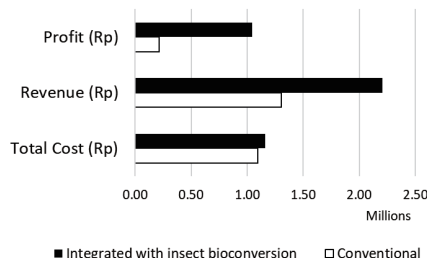 Profit (Rp)
Revenue (Rp)
Total Cost (Rp)
0.00 0.50 1.00 1.50 2.00 2.50
Millions
Integrated with insect bioconversion Conventional